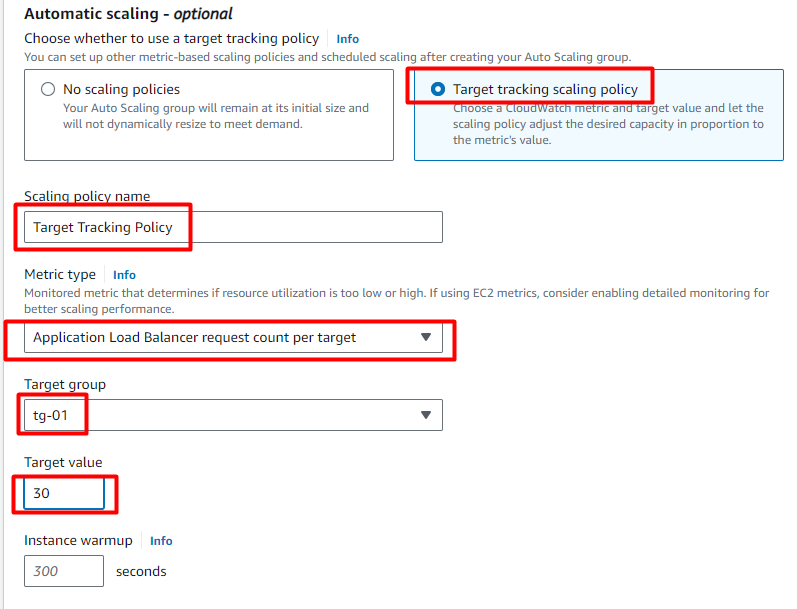 Automatic scaling - optional
Choose whether to use a target tracking policy Info
You can set up other metric-based scaling policies and scheduled scaling after creating your Auto Scaling group.
No scaling policies
Your Auto Scaling group will remain at its initial size and
will not dynamically resize to meet demand.
Target tracking scaling policy
Choose a CloudWatch metric and target value and let the
scaling policy adjust the desired capacity in proportion to
the metric's value.
Scaling policy name
Target Tracking Policy
Metric type Info
Monitored metric that determines if resource utilization is too low or high. If using EC2 metrics, consider enabling detailed monitoring for
better scaling performance.
Application Load Balancer request count per target
Target group
tg-01
Target value
30
Instance warmup Info
300 seconds